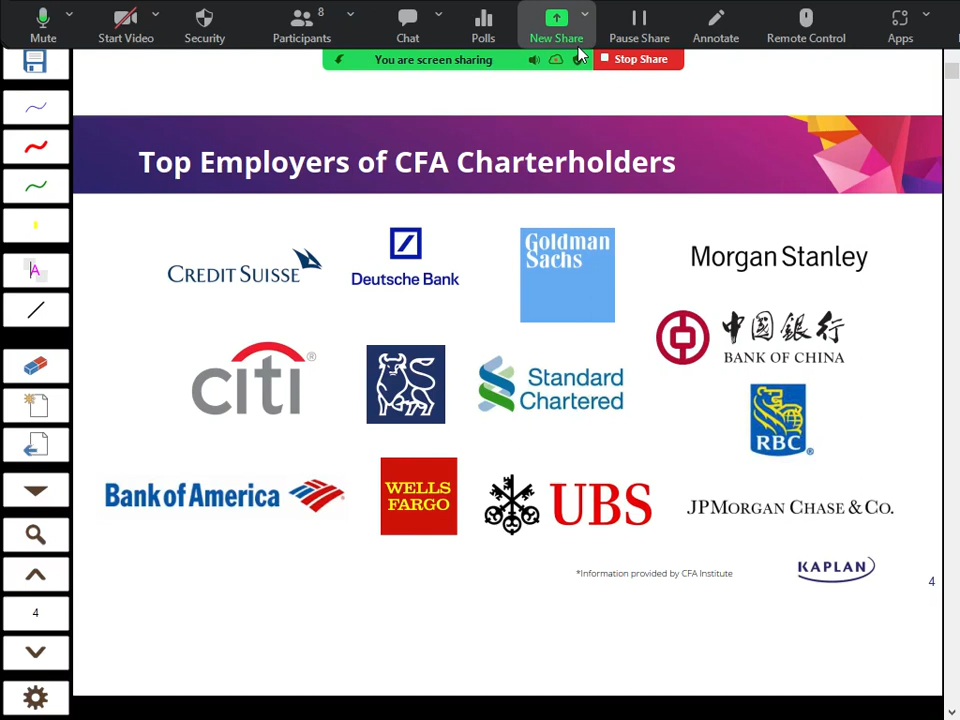 Mute
Start Video
Security
Participants
8
Chat
Polls
New Share
Pause Share
Annotate
Remote Control
Apps
You are screen sharing
Stop Share
Top Employers of CFA Charterholders
CREDIT SUISSE
Deutsche Bank
Goldman
Sachs
Morgan Stanley
中国银行
BANK OF CHINA
citi®
Standard
Chartered
RBC®
Bank of America
WELLS
FARGO
UBS
JPMORGAN CHASE & CO.
*Information provided by CFA Institute
KAPLAN
4
A
4